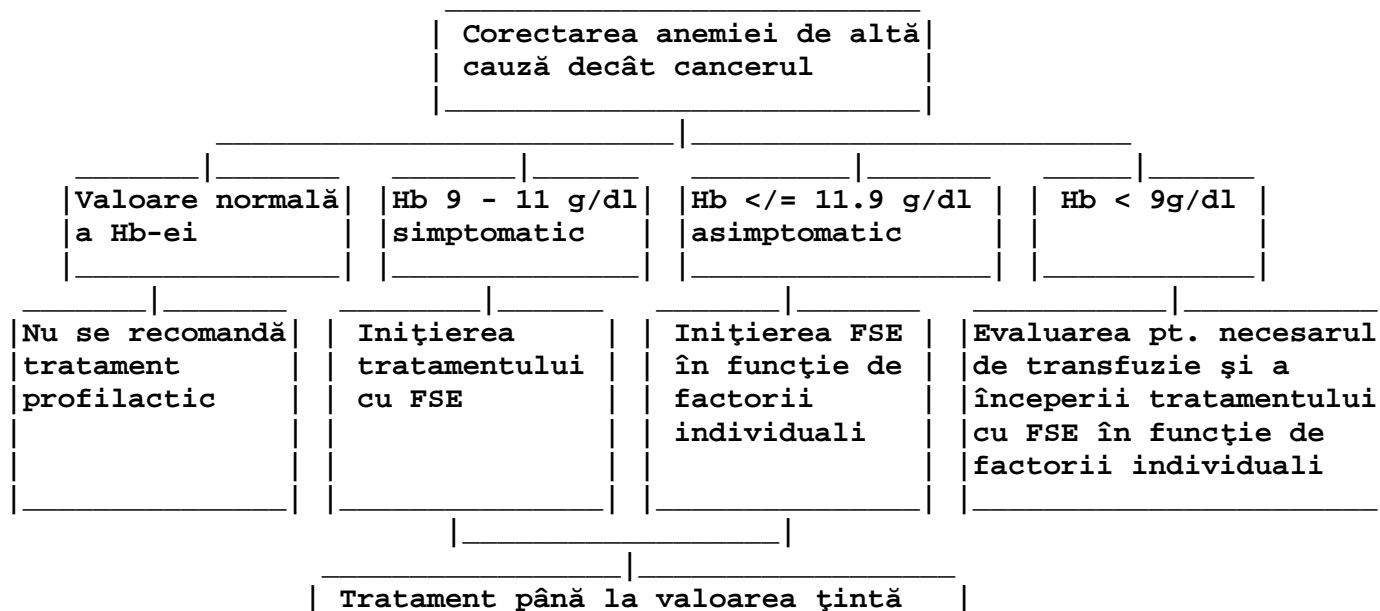 Corectarea anemiei de altă
cauză decât cancerul
Valoare normală
a Hb-ei
Hb 9 - 11 g/dl
simptomatic
Hb </= 11.9 g/dl
asimptomatic
Hb < 9g/dl
Nu se recomandă
tratament
profilactic
Iniţierea
tratamentului
cu FSE
Iniţierea FSE
în funcţie de
factorii
individuali
Evaluarea pt. necesarul
de transfuzie şi a
începerii tratamentului
cu FSE în funcţie de
factorii individuali
Tratament până la valoarea ţintă